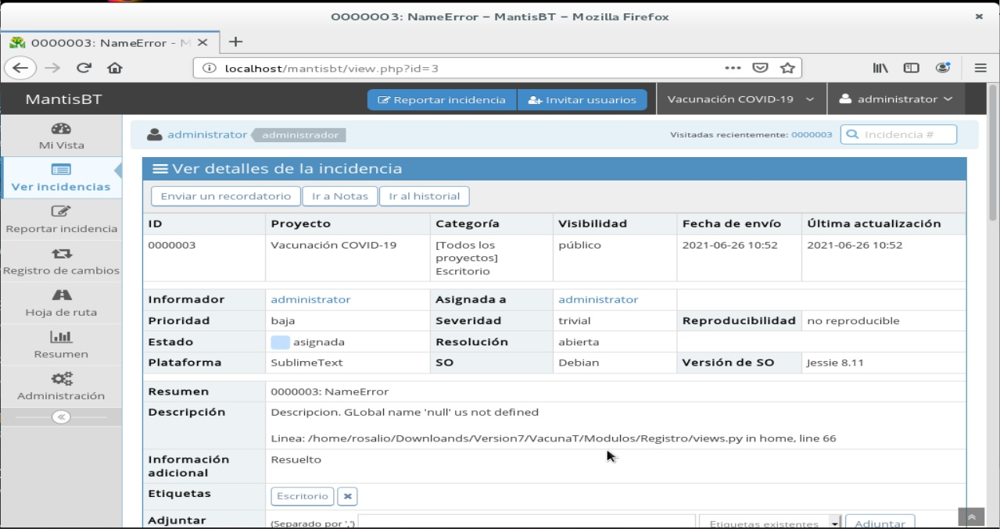 0000003: NameError – MantisBT – Mozilla Firefox
0000003: NameError - M
localhost/mantisbt/view.php?id=3
MantisBT
Reportar incidencia
Invitar usuarios
Vacunación COVID-19
administrator
administrator
administrador
Visitadas recientemente: 0000003
Incidencia #
Mi Vista
Ver incidencias
Reportar incidencia
Registro de cambios
Hoja de ruta
Resumen
Administración
Ver detalles de la incidencia
Enviar un recordatorio
Ir a Notas
Ir al historial
ID Proyecto Categoría Visibilidad Fecha de envío Última actualización
0000003 Vacunación COVID-19 [Todos los proyectos] Escritorio público 2021-06-26 10:52 2021-06-26 10:52
Informador administrator Asignada a administrator
Prioridad baja Severidad trivial Reproducibilidad no reproducible
Estado asignada Resolución abierta
Plataforma SublimeText SO Debian Versión de SO Jessie 8.11
Resumen 0000003: NameError
Descripción Descripcion. GLobal name 'null' us not defined
Linea: /home/rosalio/Downloands/Version7/VacunaT/Modulos/Registro/views.py in home, line 66
Información adicional Resuelto
Etiquetas Escritorio
Adjuntar (Separado por ',') Etiquetas existentes Adjuntar